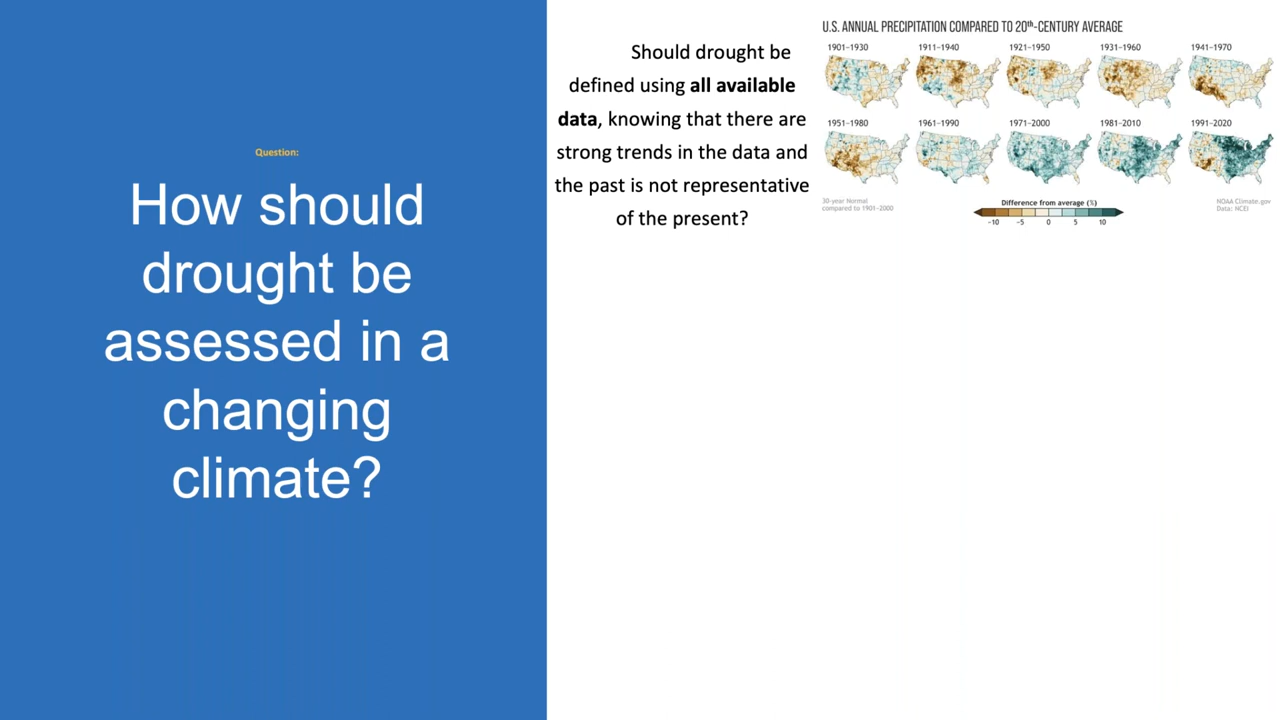 Question:
How should
drought be
assessed in a
changing
climate?
Should drought be
defined using all available
data, knowing that there are
strong trends in the data and
the past is not representative
of the present?
U.S. ANNUAL PRECIPITATION COMPARED TO 20th-CENTURY AVERAGE
1901–1930 1911–1940 1921–1950 1931–1960 1941–1970
1951–1980 1961–1990 1971–2000 1981–2010 1991–2020
30-year Normal
compared to 1901–2000
Difference from average (%)
−10 −5 0 5 10
NOAA Climate.gov
Data: NCEI